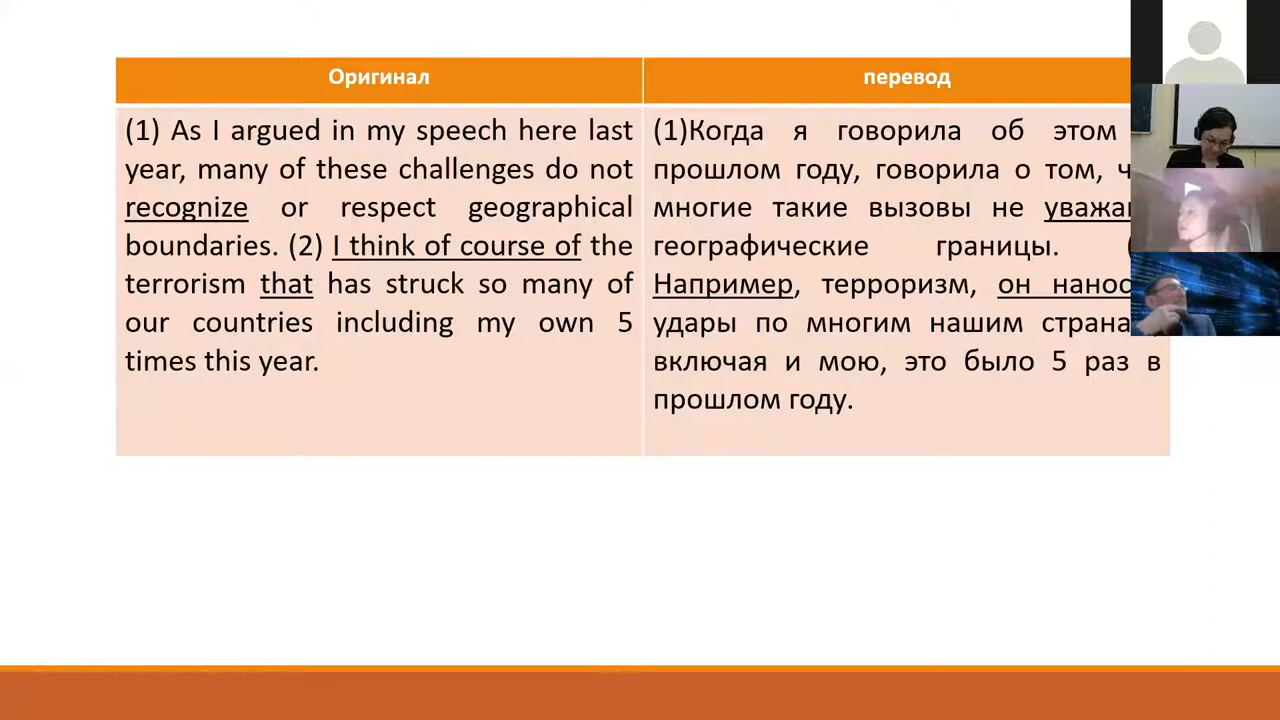 Оригинал
перевод
(1) As I argued in my speech here last
year, many of these challenges do not
recognize or respect geographical
boundaries. (2) I think of course of the
terrorism that has struck so many of
our countries including my own 5
times this year.
(1)Когда я говорила об этом
прошлом году, говорила о том,
многие такие вызовы не
географические границы.
Например, терроризм, он
удары по многим нашим
включая и мою, это было 5 раз в
прошлом году.